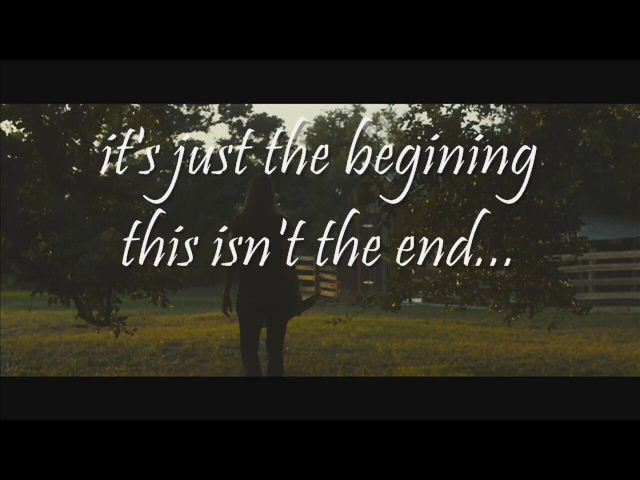 it's just the begining
this isn't the end...